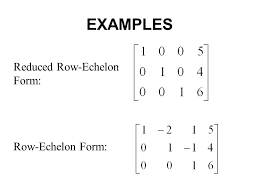 EXAMPLES
Reduced Row-Echelon
Form:
1 0 0 5
0 1 0 4
0 0 1 6
Row-Echelon Form:
1 −2 1 5
0 1 −1 4
0 0 1 6